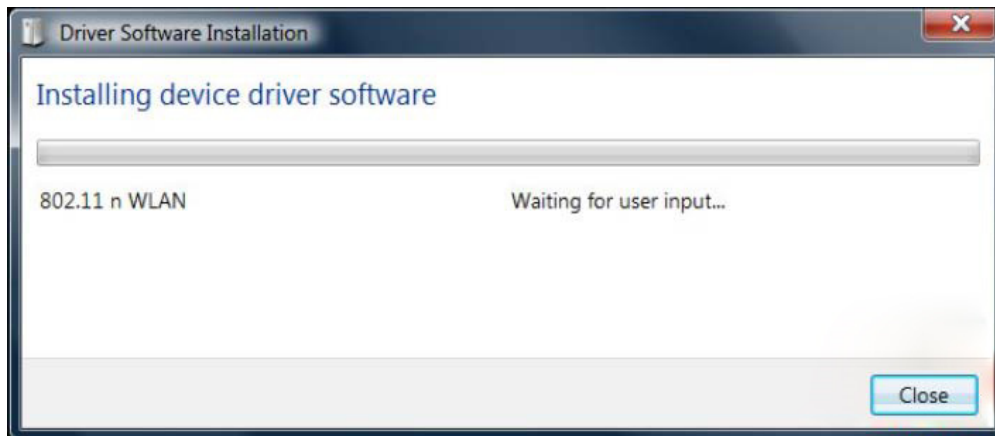 Driver Software Installation
Installing device driver software
802.11 n WLAN Waiting for user input...
Close